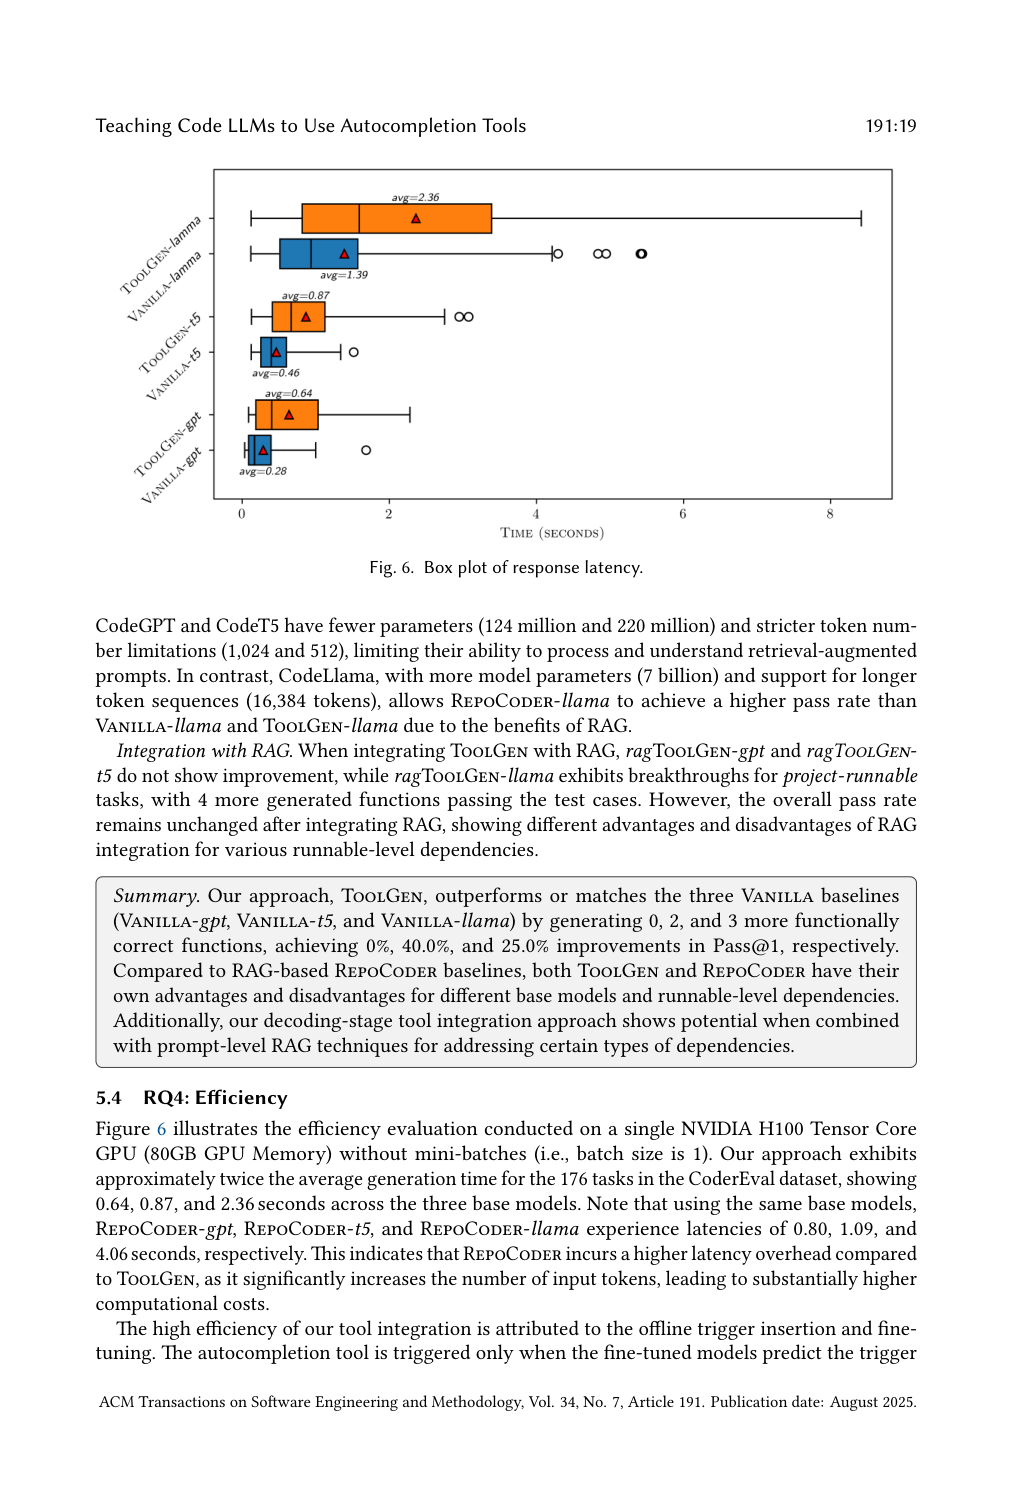 Teaching Code LLMs to Use Autocompletion Tools 191:19
avg=2.36
ToolGen-lamma
Vanilla-lamma
avg=1.39
avg=0.87
ToolGen-t5
Vanilla-t5
avg=0.46
avg=0.64
ToolGen-gpt
Vanilla-gpt
avg=0.28
0 2 4 6 8
Time (seconds)
Fig. 6. Box plot of response latency.
CodeGPT and CodeT5 have fewer parameters (124 million and 220 million) and stricter token num-
ber limitations (1,024 and 512), limiting their ability to process and understand retrieval-augmented
prompts. In contrast, CodeLlama, with more model parameters (7 billion) and support for longer
token sequences (16,384 tokens), allows RepoCoder-llama to achieve a higher pass rate than
Vanilla-llama and ToolGen-llama due to the benefits of RAG.
Integration with RAG. When integrating ToolGen with RAG, ragToolGen-gpt and ragToolGen-
t5 do not show improvement, while ragToolGen-llama exhibits breakthroughs for project-runnable
tasks, with 4 more generated functions passing the test cases. However, the overall pass rate
remains unchanged after integrating RAG, showing different advantages and disadvantages of RAG
integration for various runnable-level dependencies.
Summary. Our approach, ToolGen, outperforms or matches the three Vanilla baselines
(Vanilla-gpt, Vanilla-t5, and Vanilla-llama) by generating 0, 2, and 3 more functionally
correct functions, achieving 0%, 40.0%, and 25.0% improvements in Pass@1, respectively.
Compared to RAG-based RepoCoder baselines, both ToolGen and RepoCoder have their
own advantages and disadvantages for different base models and runnable-level dependencies.
Additionally, our decoding-stage tool integration approach shows potential when combined
with prompt-level RAG techniques for addressing certain types of dependencies.
5.4 RQ4: Efficiency
Figure 6 illustrates the efficiency evaluation conducted on a single NVIDIA H100 Tensor Core
GPU (80GB GPU Memory) without mini-batches (i.e., batch size is 1). Our approach exhibits
approximately twice the average generation time for the 176 tasks in the CoderEval dataset, showing
0.64, 0.87, and 2.36 seconds across the three base models. Note that using the same base models,
RepoCoder-gpt, RepoCoder-t5, and RepoCoder-llama experience latencies of 0.80, 1.09, and
4.06 seconds, respectively. This indicates that RepoCoder incurs a higher latency overhead compared
to ToolGen, as it significantly increases the number of input tokens, leading to substantially higher
computational costs.
The high efficiency of our tool integration is attributed to the offline trigger insertion and fine-
tuning. The autocompletion tool is triggered only when the fine-tuned models predict the trigger
ACM Transactions on Software Engineering and Methodology, Vol. 34, No. 7, Article 191. Publication date: August 2025.